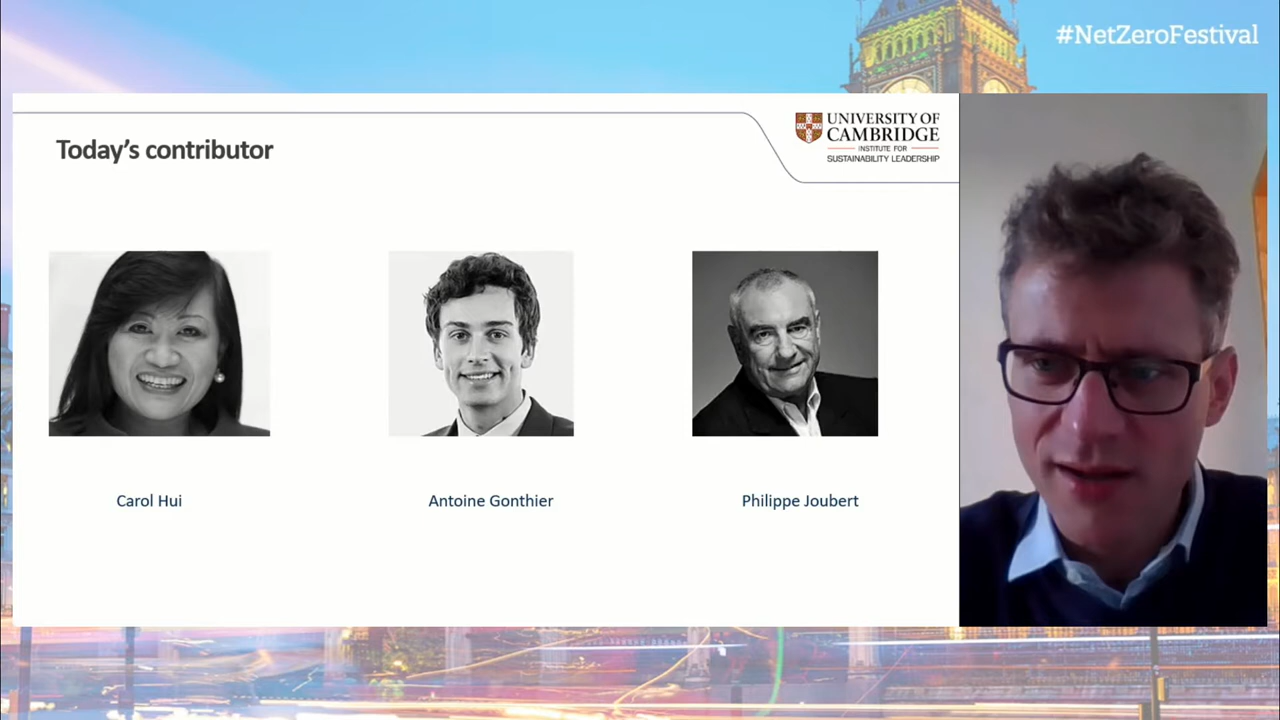 #NetZeroFestival
Today's contributor
UNIVERSITY OF
CAMBRIDGE
INSTITUTE FOR
SUSTAINABILITY LEADERSHIP
Carol Hui
Antoine Gonthier
Philippe Joubert